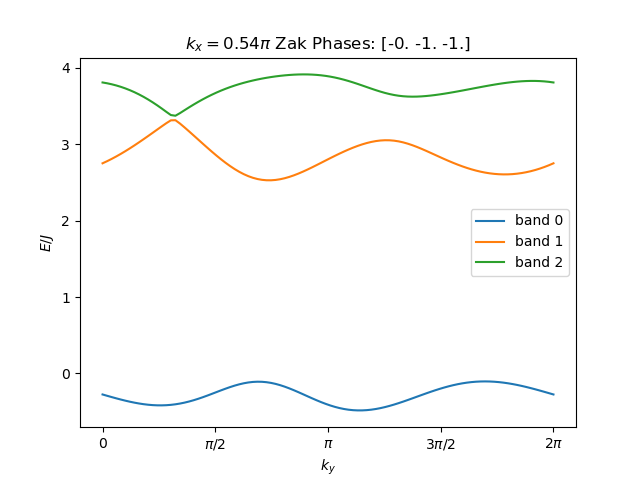 $k_x = 0.54\pi$ Zak Phases: [-0. -1. -1.]
4
3
2
1
0
E/J
band 0
band 1
band 2
0
π/2
π
3π/2
2π
$k_y$